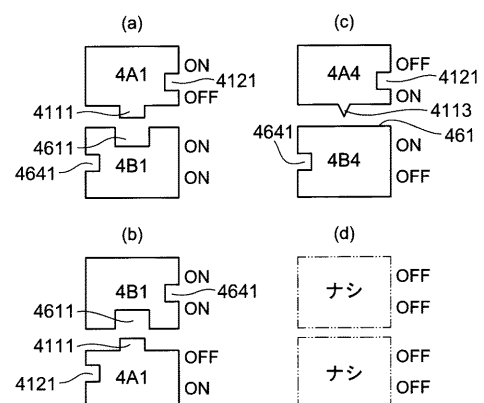 (a)
4A1
ON
4121
OFF
4111
4611
ON
4641
4B1
ON
(b)
4B1
ON
4641
ON
4611
4111
OFF
4121
4A1
ON
(c)
OFF
4A4
4121
ON
4113
461
4641
ON
4B4
OFF
(d)
ナシ
OFF
OFF
ナシ
OFF
OFF